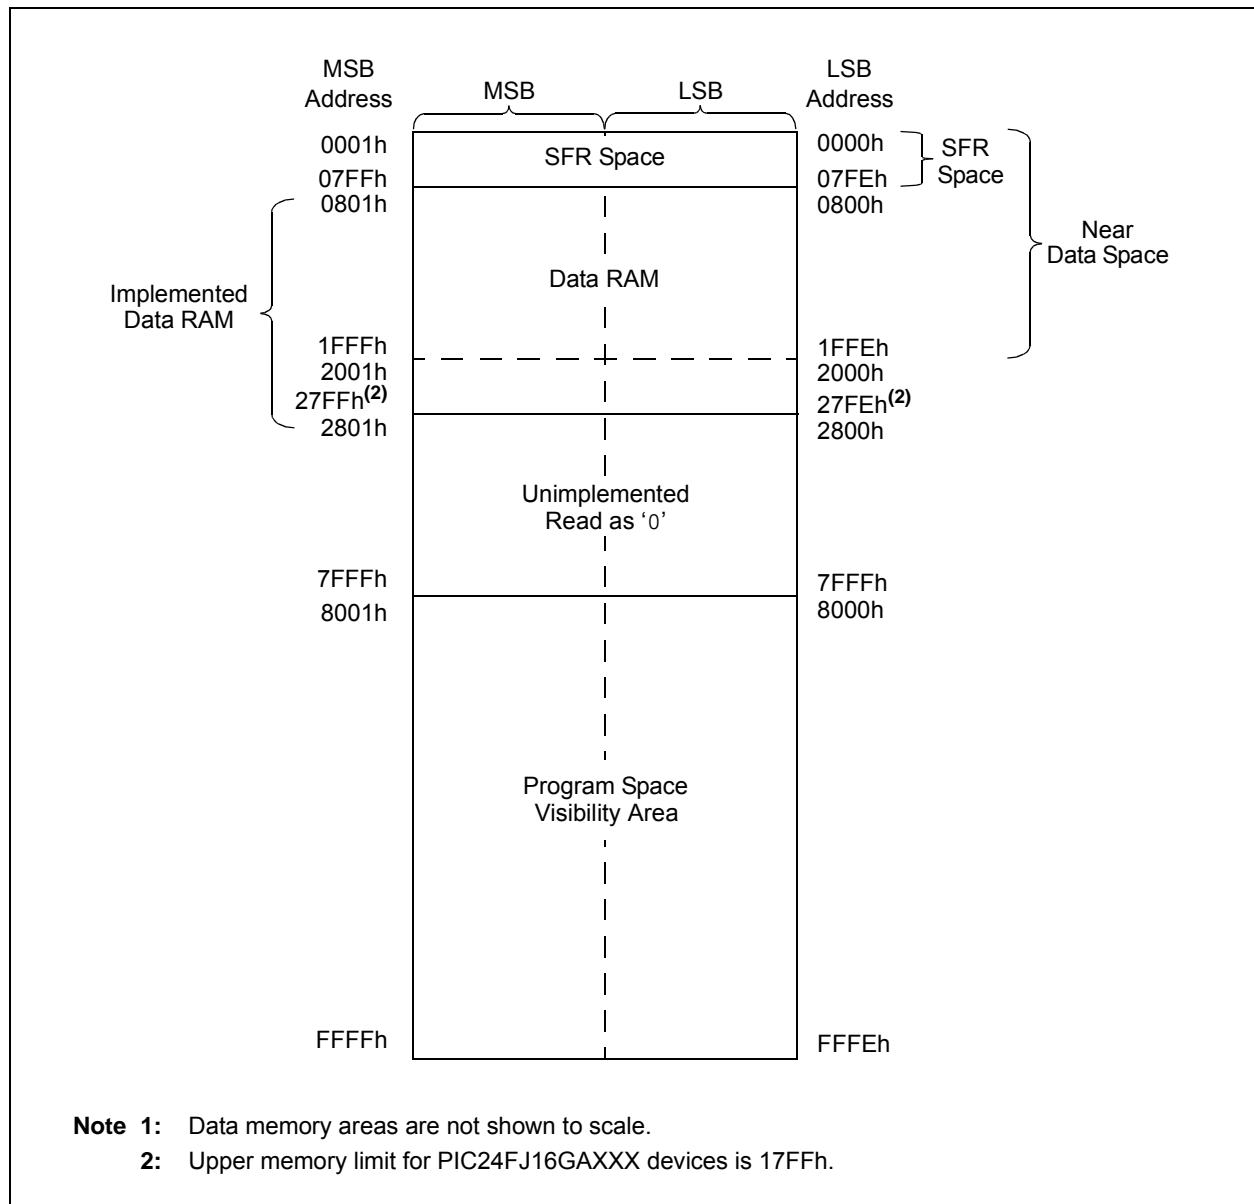 MSB
Address
MSB
LSB
LSB
Address
0001h
SFR Space
0000h
SFR
Space
07FFh
07FEh
0801h
0800h
Near
Data Space
Data RAM
Implemented
Data RAM
1FFFh
1FFEh
2001h
2000h
27FFh(2)
27FEh(2)
2801h
2800h
Unimplemented
Read as ‘0’
7FFFh
7FFFh
8001h
8000h
Program Space
Visibility Area
FFFFh
FFFEh
Note 1: Data memory areas are not shown to scale.
2: Upper memory limit for PIC24FJ16GAXXX devices is 17FFh.